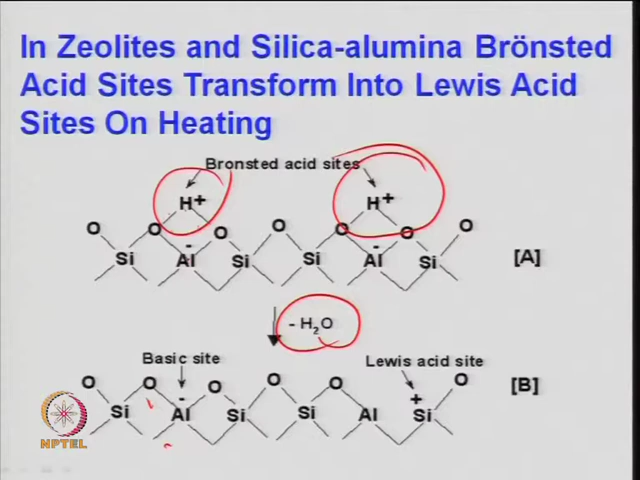 In Zeolites and Silica-alumina Brönsted
Acid Sites Transform Into Lewis Acid
Sites On Heating
Bronsted acid sites
H+ H+
O O O O O O O
- -
Si Al Si Si Al Si [A]
- H₂O
Basic site Lewis acid site
O O O O O O [B]
- +
Si Al Si Si Al Si
NPTEL